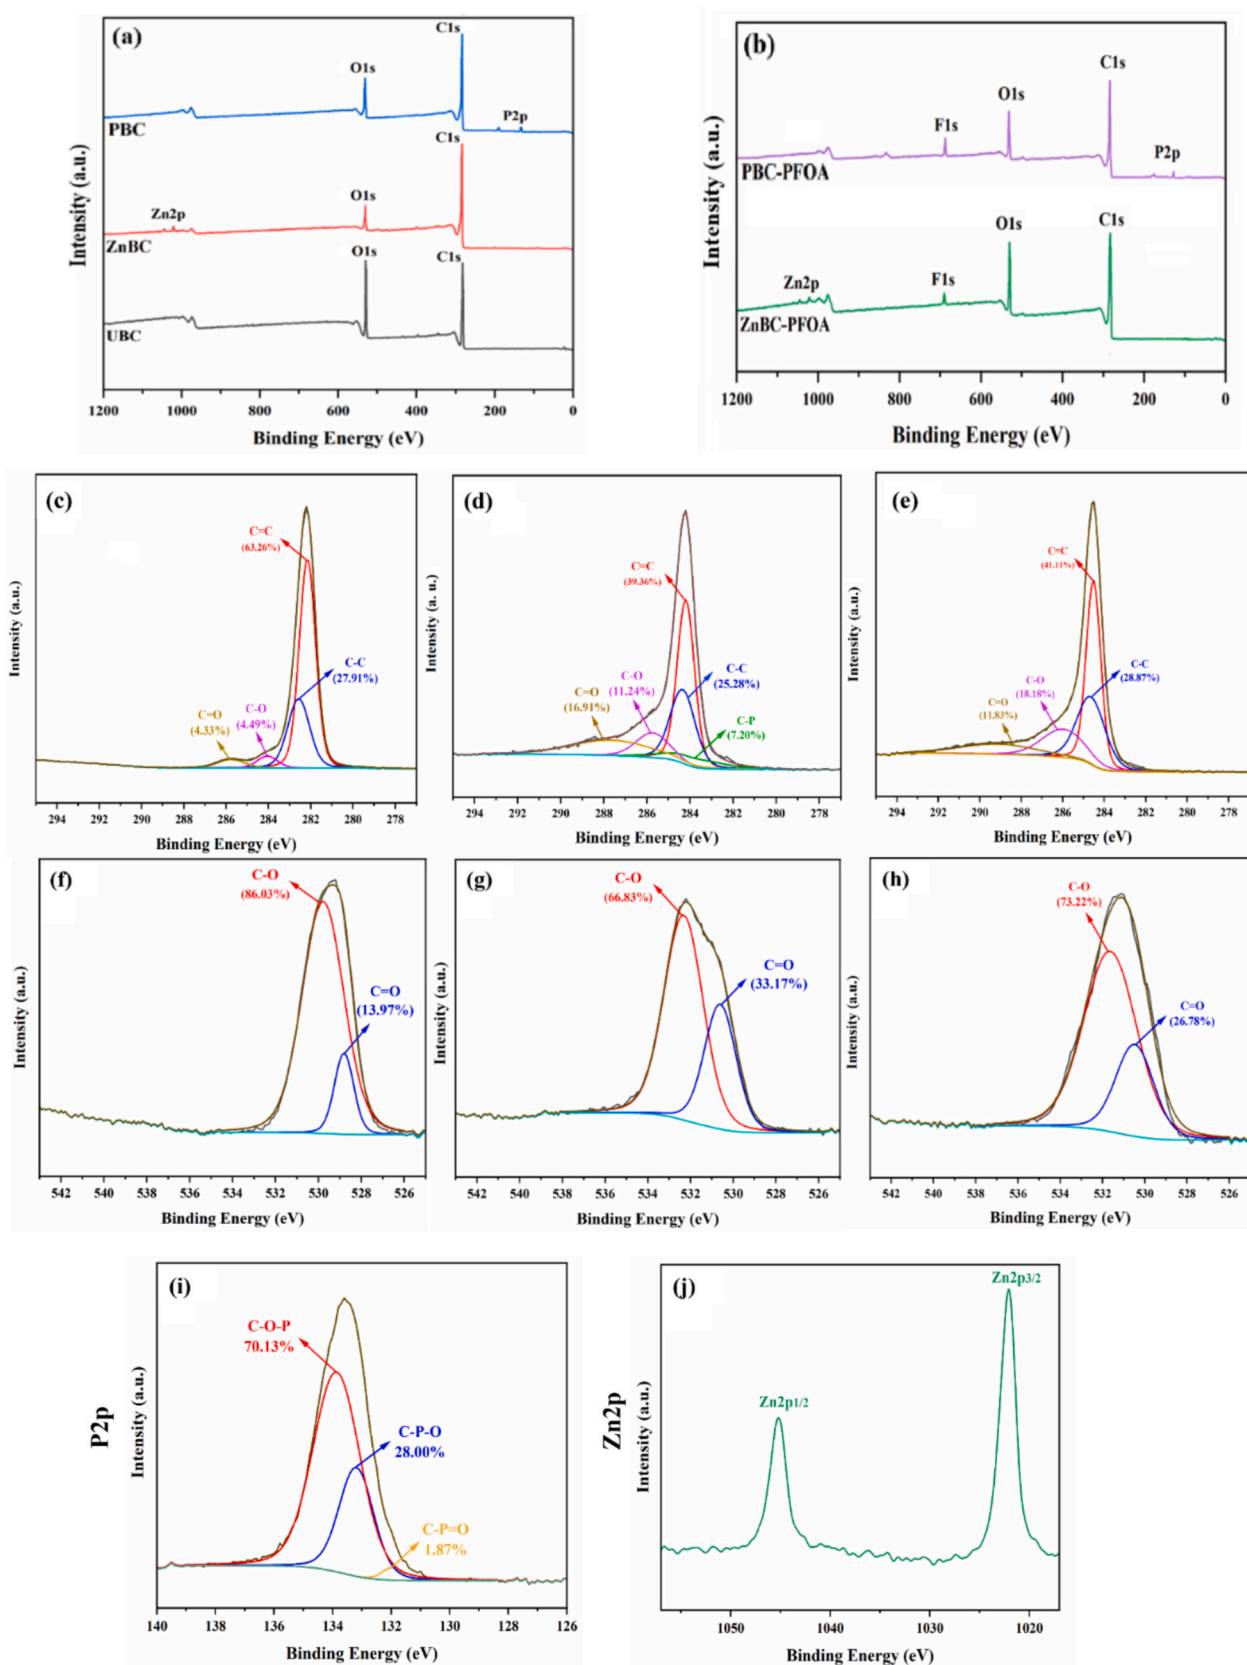 (a)
C1s
O1s
P2p
PBC
C1s
O1s
Zn2p
ZnBC
O1s
C1s
UBC
Intensity (a.u.)
1200 1000 800 600 400 200 0
Binding Energy (eV)
(b)
C1s
O1s
F1s
P2p
PBC-PFOA
C1s
O1s
Zn2p
F1s
ZnBC-PFOA
Intensity (a.u.)
1200 1000 800 600 400 200 0
Binding Energy (eV)
(c)
C=C
(63.26%)
C-C
(27.91%)
C-O
(4.49%)
C=O
(4.33%)
Intensity (a.u.)
294 292 290 288 286 284 282 280 278
Binding Energy (eV)
(d)
C=C
(39.36%)
C-O
(11.24%)
C-C
(25.28%)
C=O
(16.91%)
C-P
(7.20%)
Intensity (a. u.)
294 292 290 288 286 284 282 280 278
Binding Energy (eV)
(e)
C=C
(41.11%)
C-C
(28.87%)
C-O
(18.18%)
C=O
(11.83%)
Intensity (a.u.)
294 292 290 288 286 284 282 280 278
Binding Energy (eV)
(f)
C-O
(86.03%)
C=O
(13.97%)
Intensity (a.u.)
542 540 538 536 534 532 530 528 526
Binding Energy (eV)
(g)
C-O
(66.83%)
C=O
(33.17%)
Intensity (a.u.)
542 540 538 536 534 532 530 528 526
Binding Energy (eV)
(h)
C-O
(73.22%)
C=O
(26.78%)
Intensity (a.u.)
542 540 538 536 534 532 530 528 526
Binding Energy (eV)
P2p
(i)
C-O-P
70.13%
C-P-O
28.00%
C-P=O
1.87%
Intensity (a.u.)
140 138 136 134 132 130 128 126
Binding Energy (eV)
Zn2p
(j)
Zn2p3/2
Zn2p1/2
Intensity (a.u.)
1050 1040 1030 1020
Binding Energy (eV)